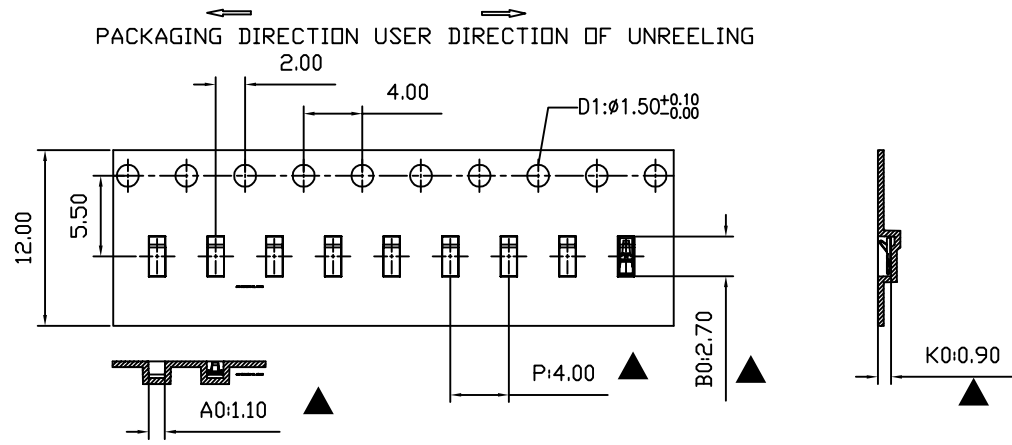 PACKAGING DIRECTION USER DIRECTION OF UNREELING
2.00
4.00
D1:ø1.50+0.10 -0.00
12.00
5.50
B0:2.70
K0:0.90
P:4.00
A0:1.10